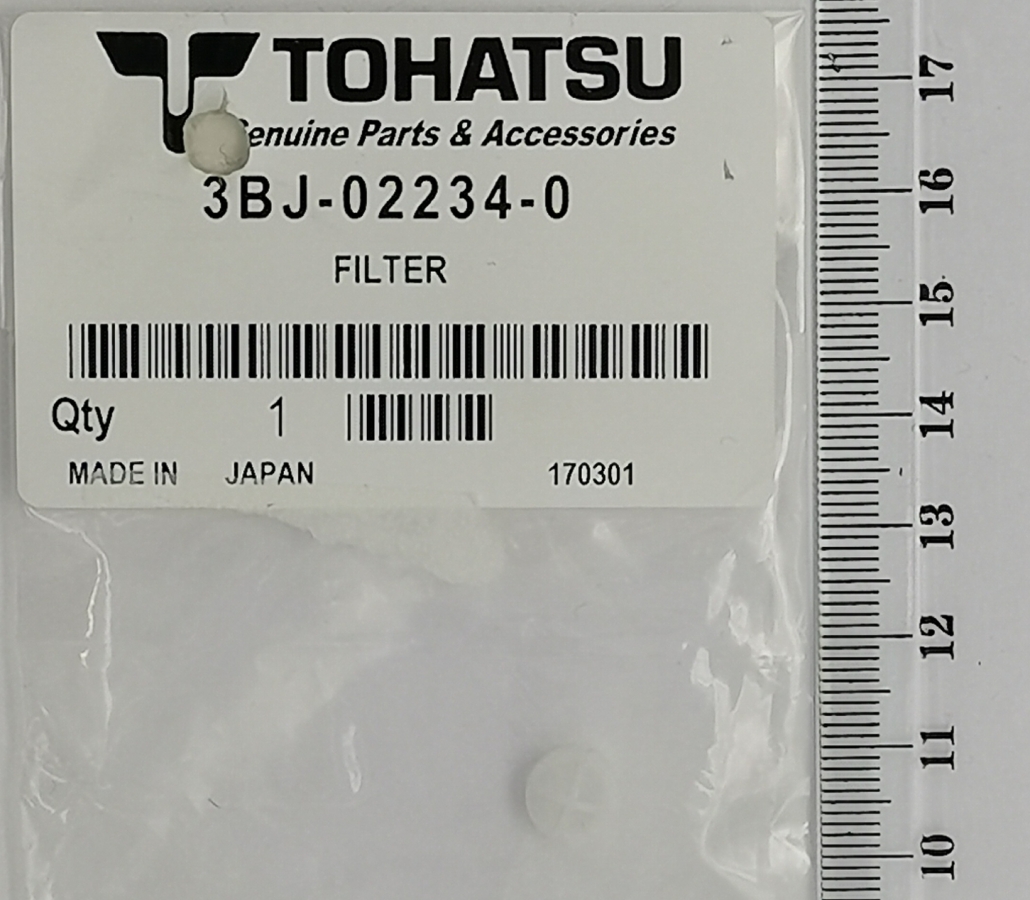 TOHATSU
Genuine Parts & Accessories
3BJ-02234-0
FILTER
Qty 1
MADE IN JAPAN 170301
17
16
15
14
13
12
11
10